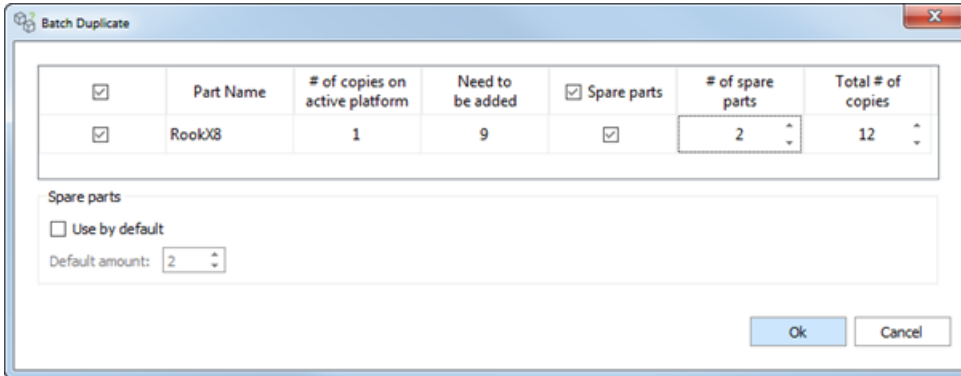 Batch Duplicate
Part Name
# of copies on
active platform
Need to
be added
Spare parts
# of spare
parts
Total # of
copies
RookX8
1
9
2
12
Spare parts
Use by default
Default amount: 2
Ok
Cancel